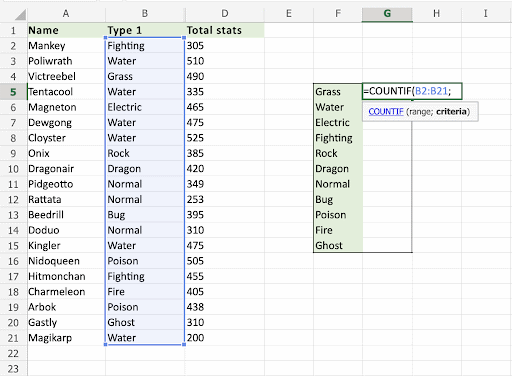 A B D E F G H I
1 Name Type 1 Total stats
2 Mankey Fighting 305
3 Poliwrath Water 510
4 Victreebel Grass 490
5 Tentacool Water 335 Grass =COUNTIF(B2:B21;
6 Magneton Electric 465 Water COUNTIF (range; criteria)
7 Dewgong Water 475 Electric
8 Cloyster Water 525 Fighting
9 Onix Rock 385 Rock
10 Dragonair Dragon 420 Dragon
11 Pidgeotto Normal 349 Normal
12 Rattata Normal 253 Bug
13 Beedrill Bug 395 Poison
14 Doduo Normal 310 Fire
15 Kingler Water 475 Ghost
16 Nidoqueen Poison 505
17 Hitmonchan Fighting 455
18 Charmeleon Fire 405
19 Arbok Poison 438
20 Gastly Ghost 310
21 Magikarp Water 200
22
23